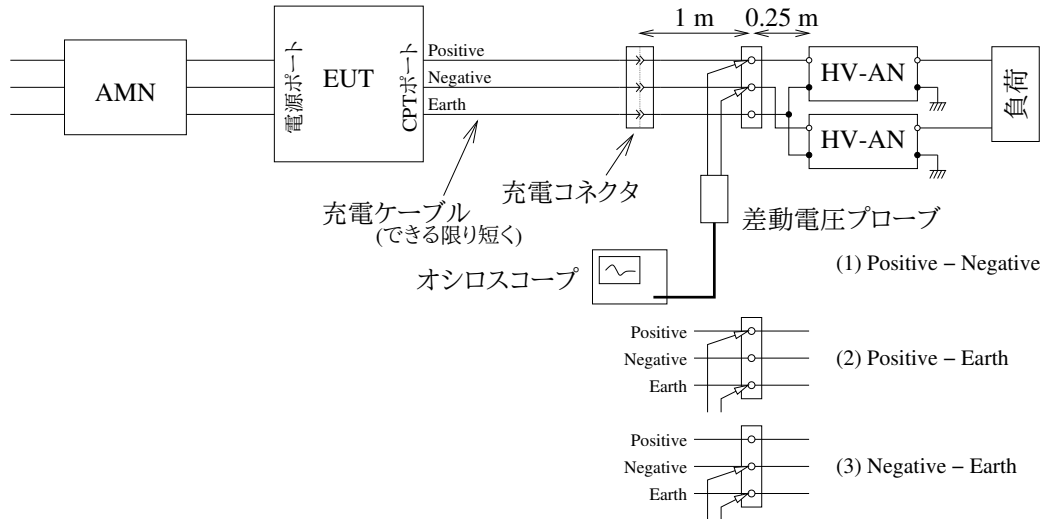 1 m
0.25 m
AMN
電源ポート
EUT
CPTポート
Positive
Negative
Earth
HV-AN
HV-AN
負荷
充電ケーブル
(できる限り短く)
充電コネクタ
差動電圧プローブ
オシロスコープ
(1) Positive – Negative
Positive
Negative
Earth
(2) Positive – Earth
Positive
Negative
Earth
(3) Negative – Earth